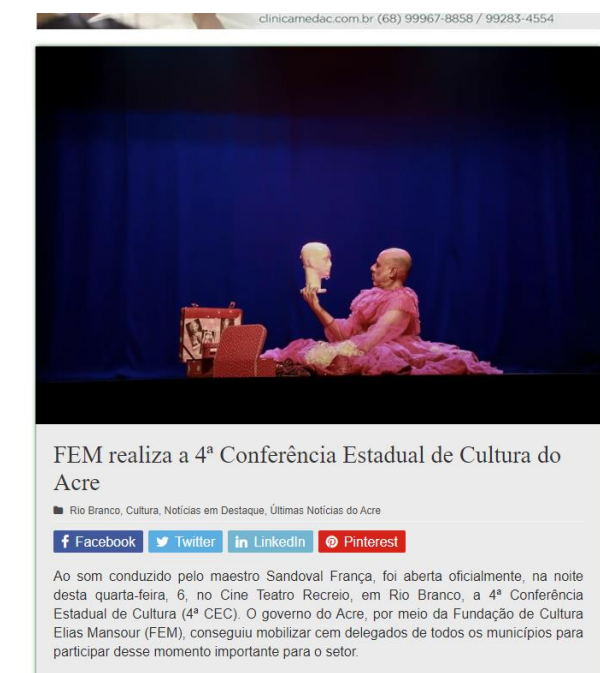 clinicamedac.com.br (68) 99967-8858 / 99283-4554
FEM realiza a 4ª Conferência Estadual de Cultura do
Acre
Rio Branco, Cultura, Notícias em Destaque, Últimas Notícias do Acre
Facebook Twitter LinkedIn Pinterest
Ao som conduzido pelo maestro Sandoval França, foi aberta oficialmente, na noite
desta quarta-feira, 6, no Cine Teatro Recreio, em Rio Branco, a 4ª Conferência
Estadual de Cultura (4ª CEC). O governo do Acre, por meio da Fundação de Cultura
Elias Mansour (FEM), conseguiu mobilizar cem delegados de todos os municípios para
participar desse momento importante para o setor.